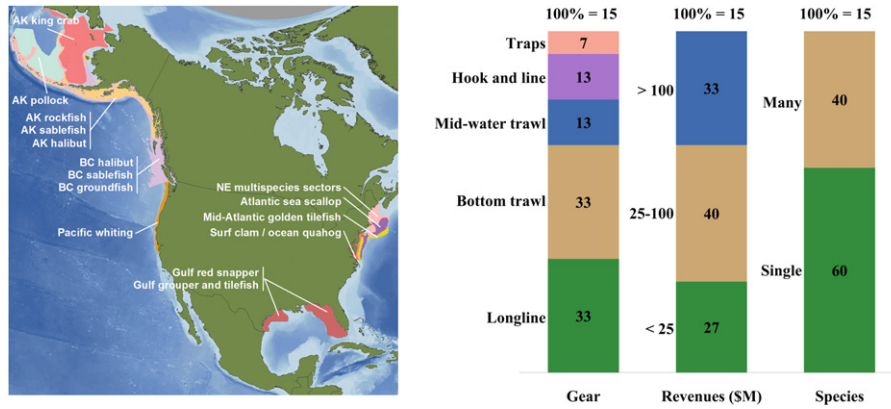 AK king crab
AK pollock
AK rockfish
AK sablefish
AK halibut
BC halibut
BC sablefish
BC groundfish
Pacific whiting
NE multispecies sectors
Atlantic sea scallop
Mid-Atlantic golden tilefish
Surf clam / ocean quahog
Gulf red snapper
Gulf grouper and tilefish
100% = 15
100% = 15
100% = 15
Traps
7
Hook and line
13
Mid-water trawl
13
Bottom trawl
33
Longline
33
Gear
> 100
33
25-100
40
< 25
27
Revenues ($M)
Many
40
Single
60
Species